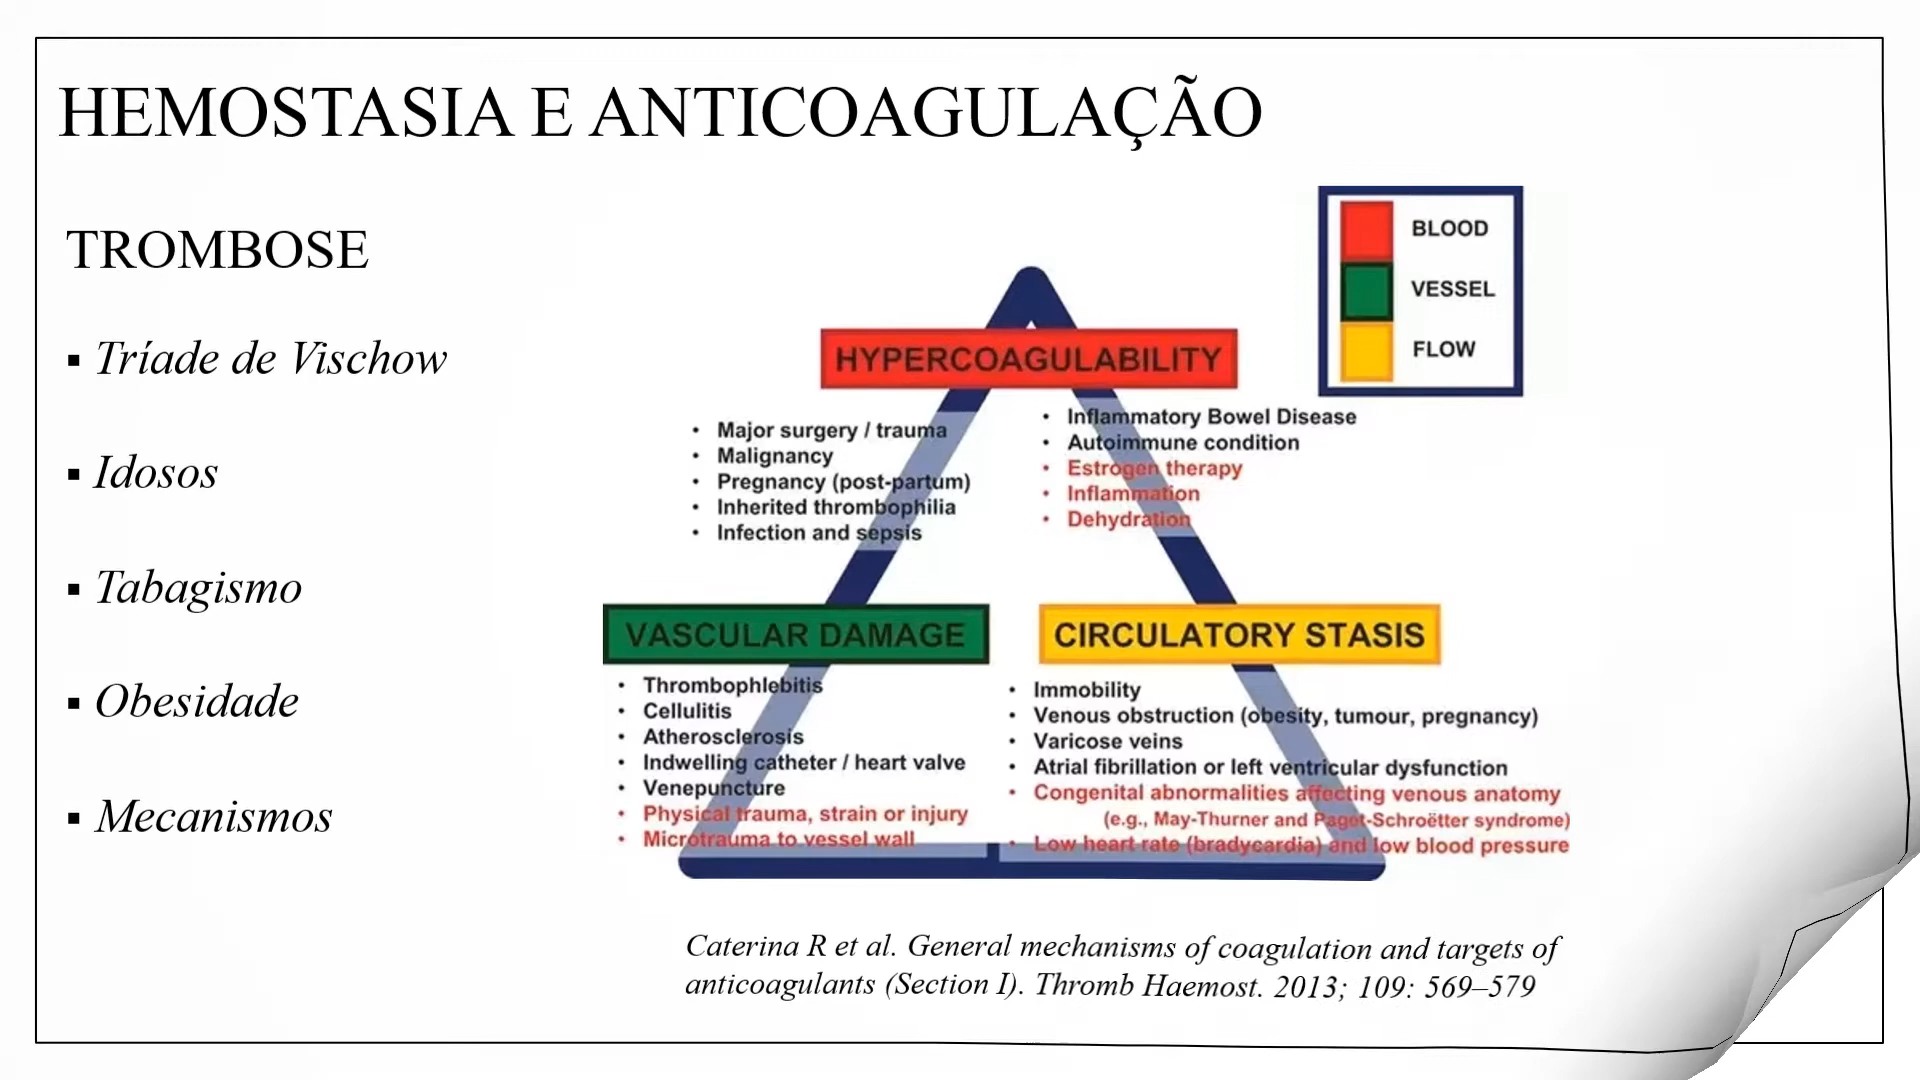 HEMOSTASIA E ANTICOAGULAÇÃO
TROMBOSE
▪ Tríade de Vischow
▪ Idosos
▪ Tabagismo
▪ Obesidade
▪ Mecanismos
BLOOD
VESSEL
FLOW
HYPERCOAGULABILITY
• Major surgery / trauma
• Malignancy
• Pregnancy (post-partum)
• Inherited thrombophilia
• Infection and sepsis
• Inflammatory Bowel Disease
• Autoimmune condition
• Estrogen therapy
• Inflammation
• Dehydration
VASCULAR DAMAGE
• Thrombophlebitis
• Cellulitis
• Atherosclerosis
• Indwelling catheter / heart valve
• Venepuncture
• Physical trauma, strain or injury
• Microtrauma to vessel wall
CIRCULATORY STASIS
• Immobility
• Venous obstruction (obesity, tumour, pregnancy)
• Varicose veins
• Atrial fibrillation or left ventricular dysfunction
• Congenital abnormalities affecting venous anatomy
(e.g., May-Thurner and Paget-Schroëtter syndrome)
• Low heart rate (bradycardia) and low blood pressure
Caterina R et al. General mechanisms of coagulation and targets of
anticoagulants (Section I). Thromb Haemost. 2013; 109: 569–579